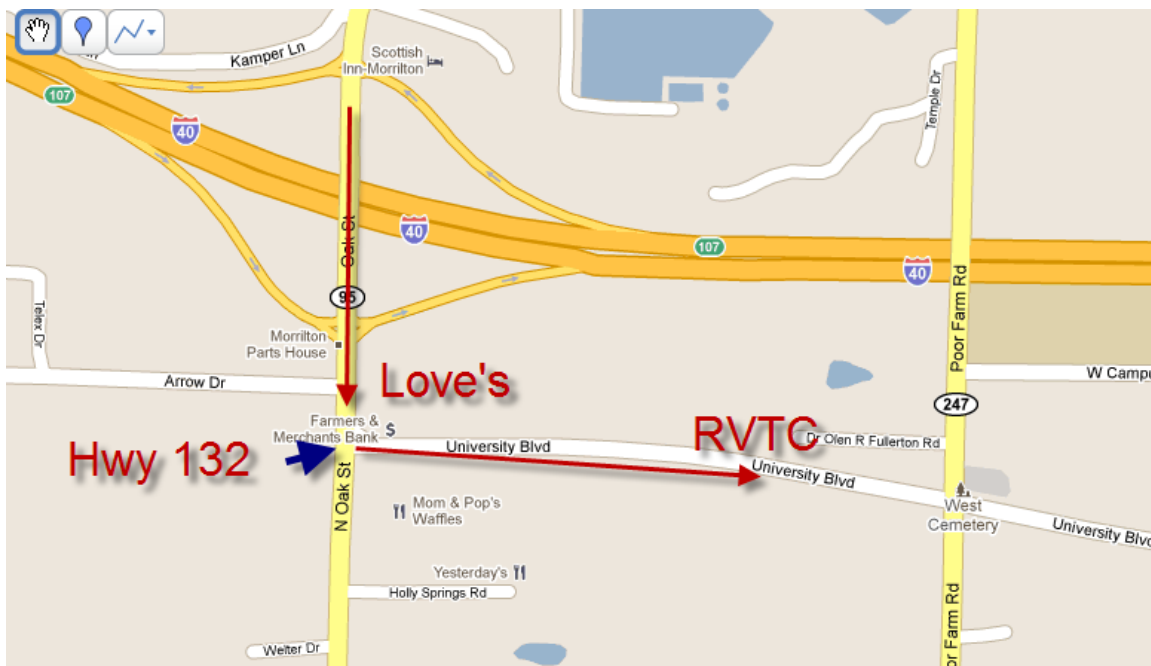 Kamper Ln
Scottish
Inn-Morrilton
107
40
Temple Dr
40
107
40
Oak St
95
Telex Dr
Morrilton
Parts House
Poor Farm Rd
Arrow Dr
Love's
W Campu
247
Farmers &
Merchants Bank
$
RVTC
Dr Olen R Fullerton Rd
Hwy 132
University Blvd
University Blvd
N Oak St
Mom & Pop's
Waffles
West
Cemetery
University Blvd
Yesterday's
Holly Springs Rd
or Farm Rd
Welter Dr